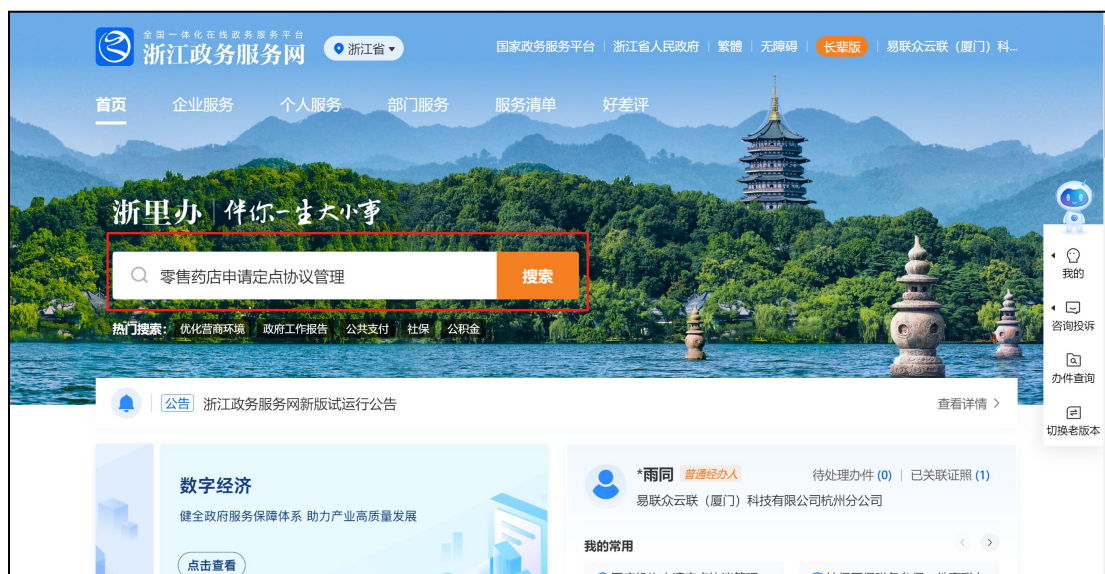 全国一体化在线政务服务平台
浙江政务服务网
浙江省
国家政务服务平台 浙江省人民政府 繁體 无障碍 长辈版 易联众云联（厦门）科...
首页 企业服务 个人服务 部门服务 服务清单 好差评
浙里办 伴你一生大小事
零售药店申请定点协议管理 搜索
热门搜索： 优化营商环境 政府工作报告 公共支付 社保 公积金
我的
咨询投诉
办件查询
切换老版本
公告 浙江政务服务网新版试运行公告 查看详情
数字经济
健全政府服务保障体系 助力产业高质量发展
点击查看
*雨同 普通经办人 待处理办件 (0) 已关联证照 (1)
易联众云联（厦门）科技有限公司杭州分公司
我的常用